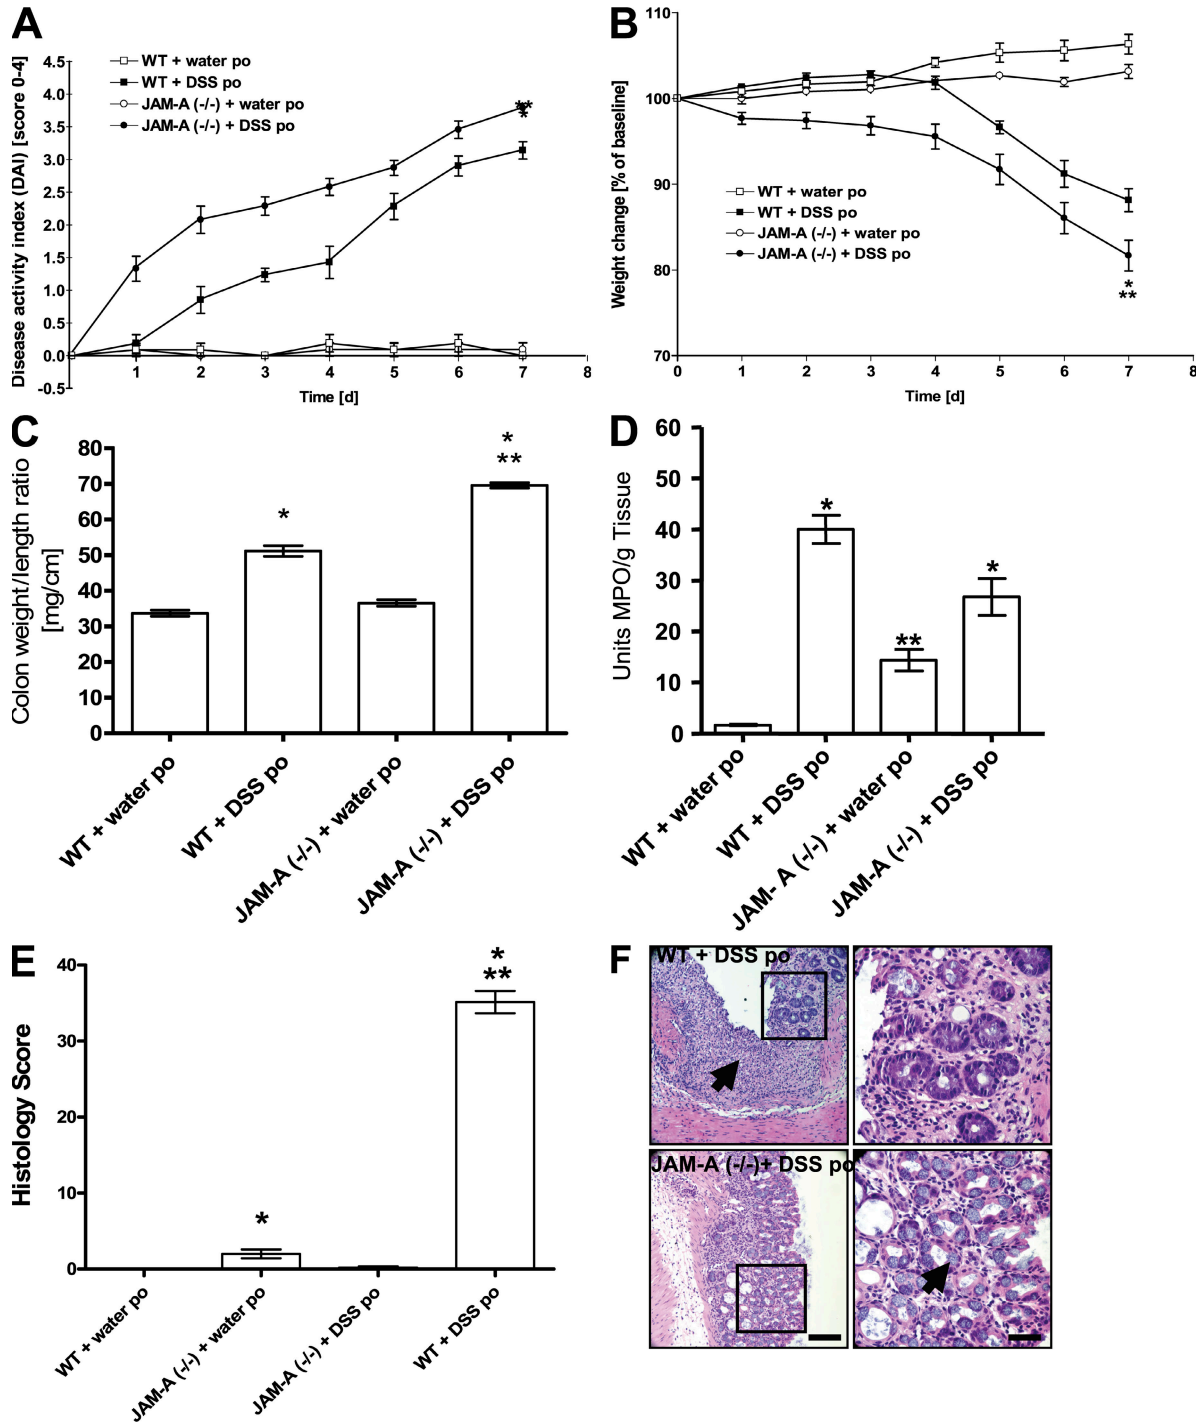 A
Disease activity index (DAI) [score 0-4]
4.5
4.0
3.5
3.0
2.5
2.0
1.5
1.0
0.5
0.0
-0.5
WT + water po
WT + DSS po
JAM-A (-/-) + water po
JAM-A (-/-) + DSS po
**
*
1 2 3 4 5 6 7 8
Time [d]
B
Weight change [% of baseline]
110
100
90
80
70
WT + water po
WT + DSS po
JAM-A (-/-) + water po
JAM-A (-/-) + DSS po
*
**
0 1 2 3 4 5 6 7 8
Time [d]
C
Colon weight/length ratio
[mg/cm]
80
70
60
50
40
30
20
10
0
*
*
**
WT + water po
WT + DSS po
JAM-A (-/-) + water po
JAM-A (-/-) + DSS po
D
Units MPO/g Tissue
60
50
40
30
20
10
0
*
**
*
WT + water po
WT + DSS po
JAM- A (-/-) + water po
JAM-A (-/-) + DSS po
E
Histology Score
40
30
20
10
0
*
*
**
WT + water po
JAM-A (-/-) + water po
JAM-A (-/-) + DSS po
WT + DSS po
F
WT + DSS po
JAM-A (-/-)+ DSS po